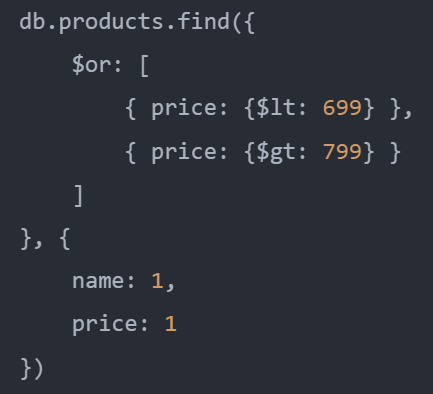 db.products.find({
    $or: [
        { price: {$lt: 699} },
        { price: {$gt: 799} }
    ]
}, {
    name: 1,
    price: 1
})